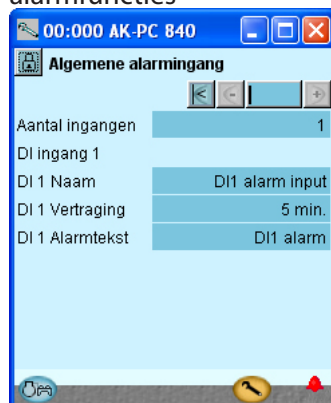 alarmfuncties
00:000 AK-PC 840
Algemene alarmingang
Aantal ingangen 1
DI ingang 1
DI 1 Naam DI1 alarm input
DI 1 Vertraging 5 min.
DI 1 Alarmtekst DI1 alarm